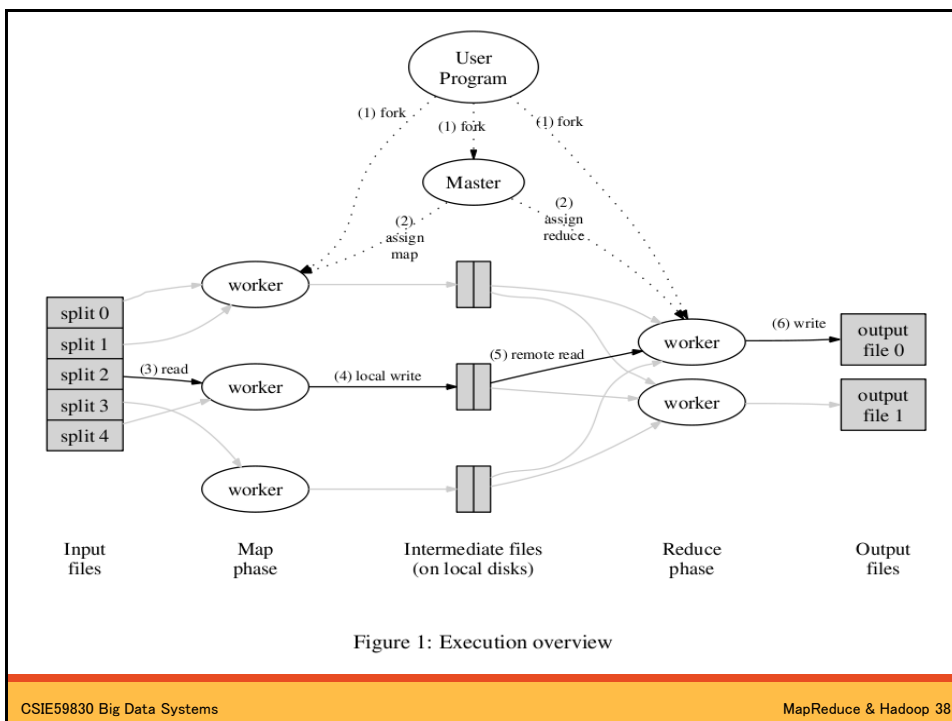 User
Program
(1) fork
(1) fork
(1) fork
Master
(2)
assign
map
(2)
assign
reduce
worker
split 0
split 1
split 2
split 3
split 4
(3) read
worker
(4) local write
(5) remote read
worker
(6) write
output
file 0
worker
output
file 1
worker
Input
files
Map
phase
Intermediate files
(on local disks)
Reduce
phase
Output
files
Figure 1: Execution overview
CSIE59830 Big Data Systems
MapReduce & Hadoop 38